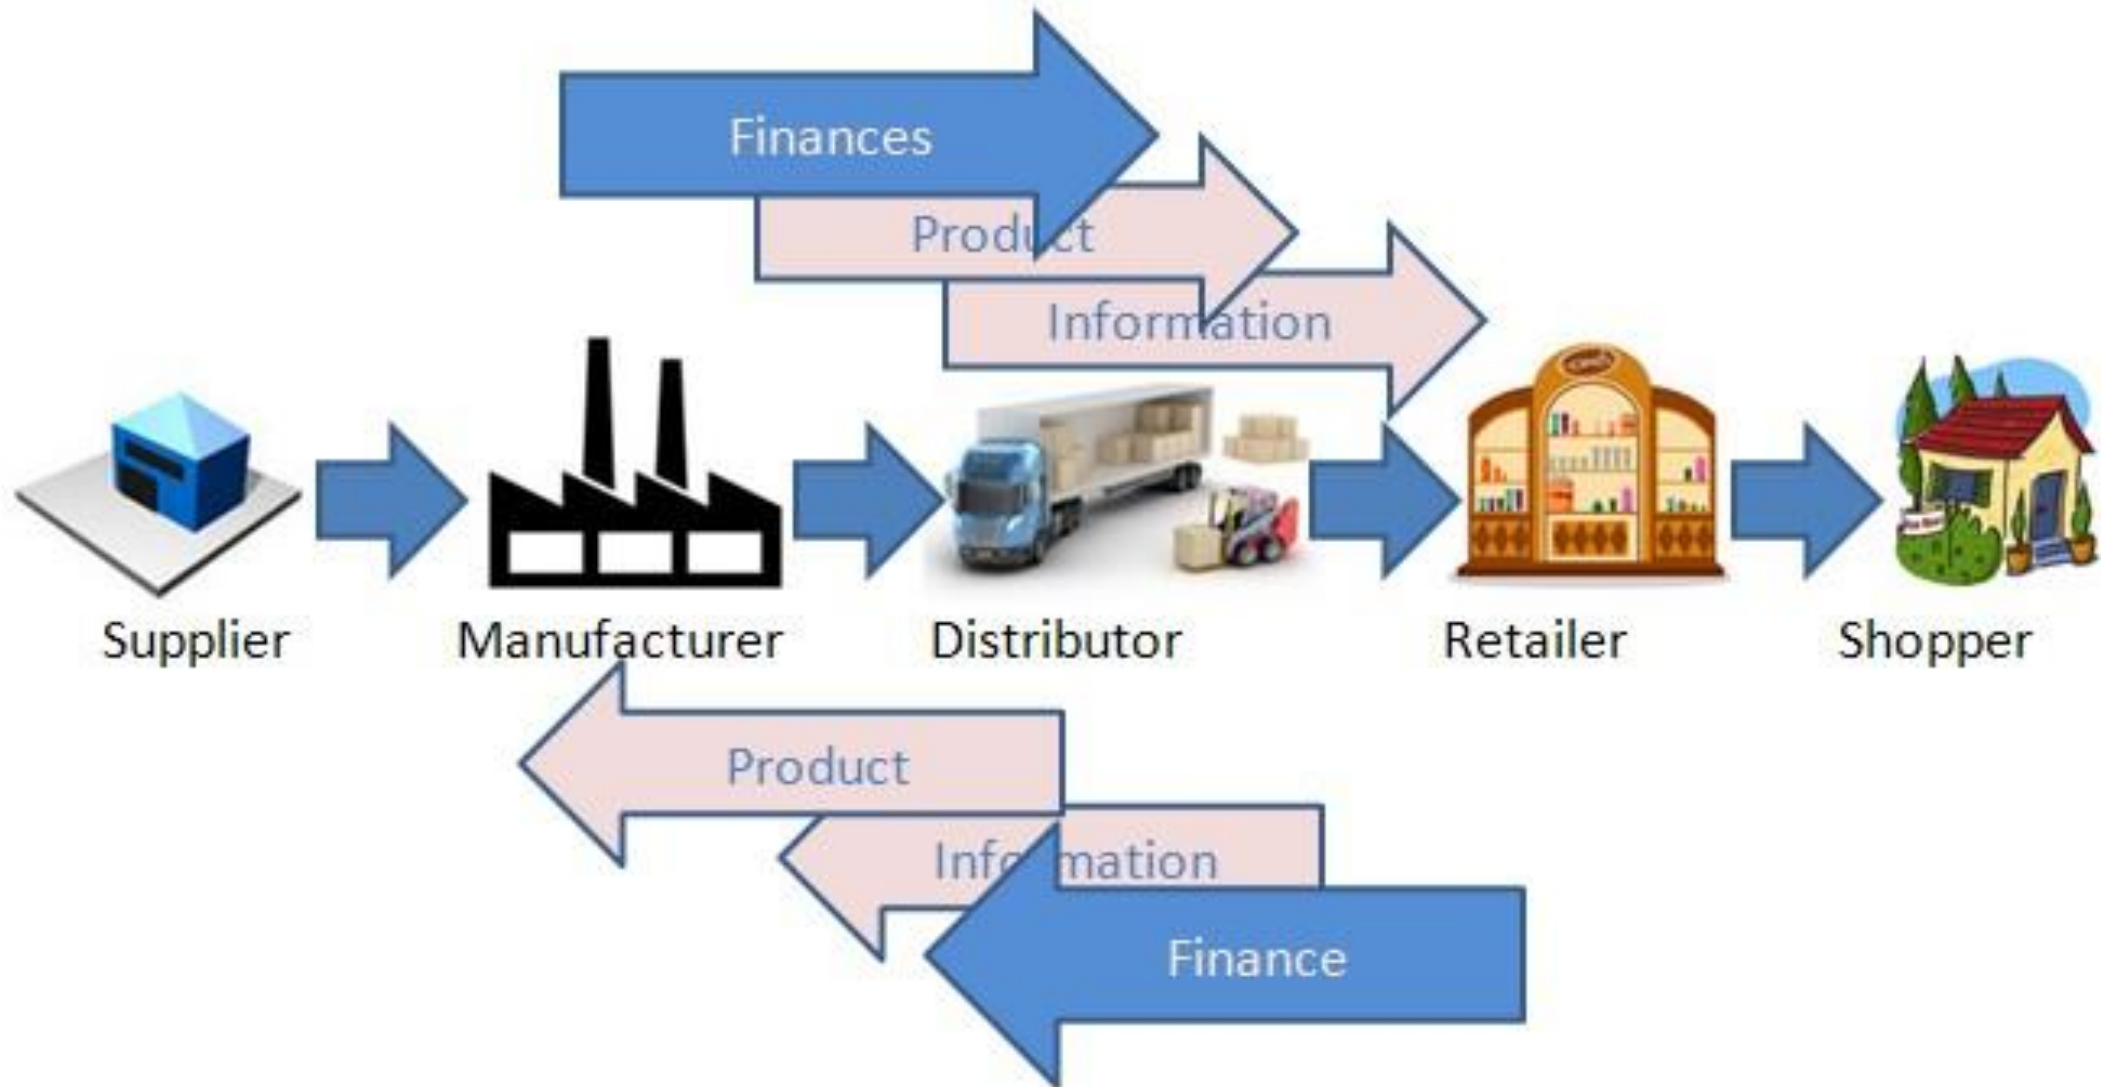 Finances
Product
Information
Supplier Manufacturer Distributor Retailer Shopper
Product
Information
Finance